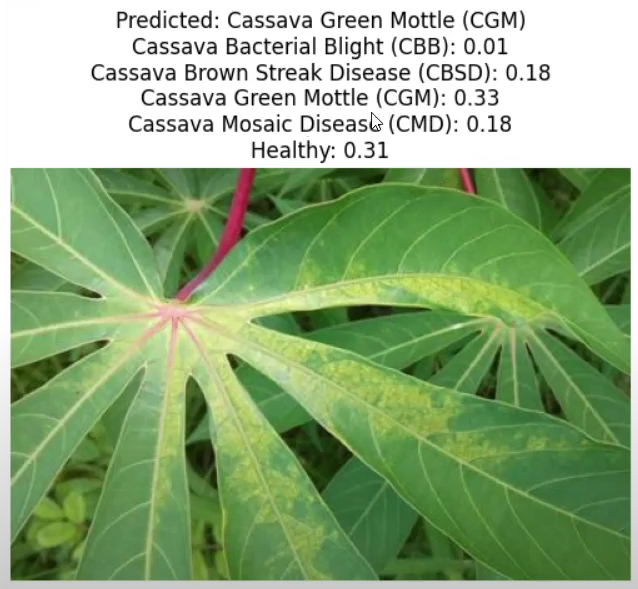 Predicted: Cassava Green Mottle (CGM)
Cassava Bacterial Blight (CBB): 0.01
Cassava Brown Streak Disease (CBSD): 0.18
Cassava Green Mottle (CGM): 0.33
Cassava Mosaic Disease (CMD): 0.18
Healthy: 0.31